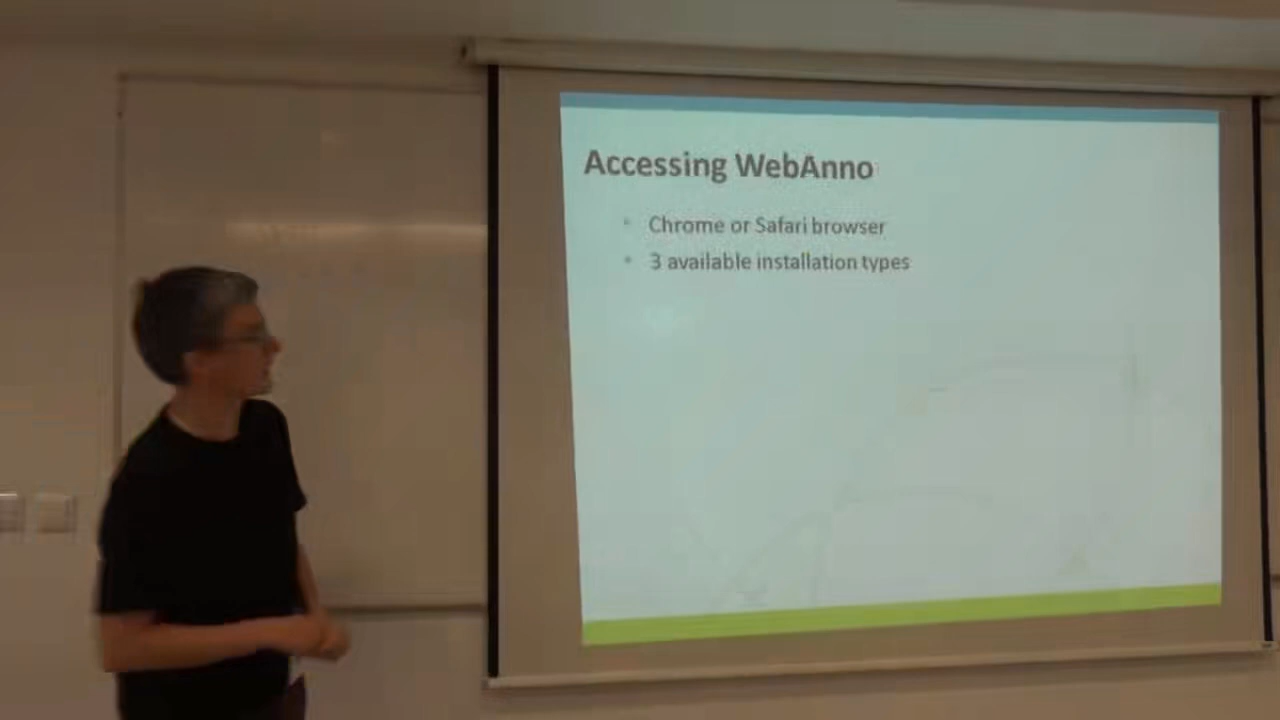 Accessing WebAnno
Chrome or Safari browser
3 available installation types